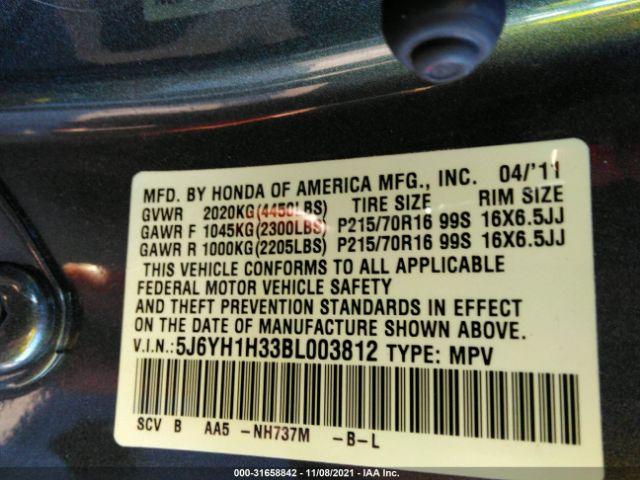 MFD. BY HONDA OF AMERICA MFG., INC. 04/'11
GVWR 2020KG(4450LBS) TIRE SIZE RIM SIZE
GAWR F 1045KG(2300LBS) P215/70R16 99S 16X6.5JJ
GAWR R 1000KG(2205LBS) P215/70R16 99S 16X6.5JJ
THIS VEHICLE CONFORMS TO ALL APPLICABLE
FEDERAL MOTOR VEHICLE SAFETY
AND THEFT PREVENTION STANDARDS IN EFFECT
ON THE DATE OF MANUFACTURE SHOWN ABOVE.
V.I.N.:5J6YH1H33BL003812 TYPE: MPV
SCV B AA5 -NH737M -B-L
000-31658842 - 11/08/2021 - IAA Inc.